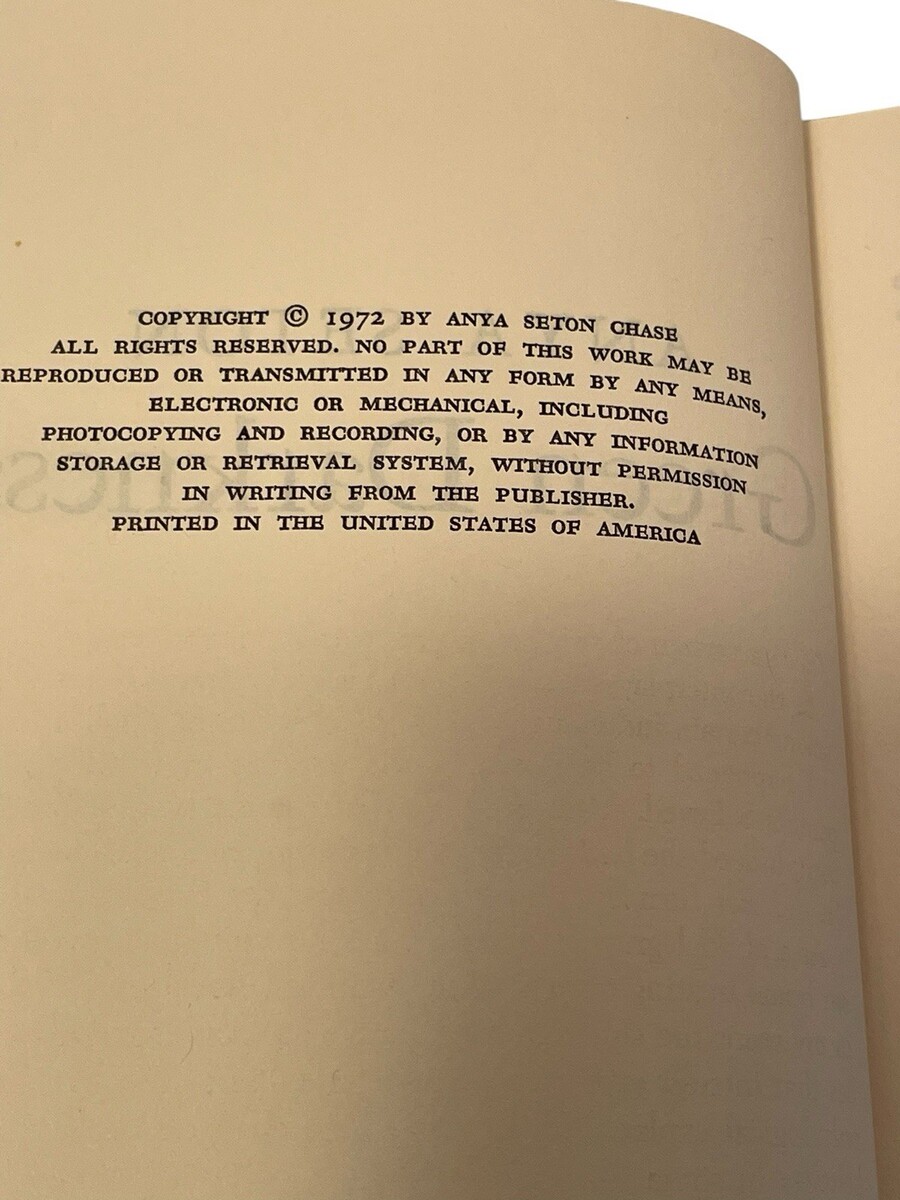 COPYRIGHT © 1972 BY ANYA SETON CHASE
ALL RIGHTS RESERVED. NO PART OF THIS WORK MAY BE
REPRODUCED OR TRANSMITTED IN ANY FORM BY ANY MEANS,
ELECTRONIC OR MECHANICAL, INCLUDING
PHOTOCOPYING AND RECORDING, OR BY ANY INFORMATION
STORAGE OR RETRIEVAL SYSTEM, WITHOUT PERMISSION
IN WRITING FROM THE PUBLISHER.
PRINTED IN THE UNITED STATES OF AMERICA